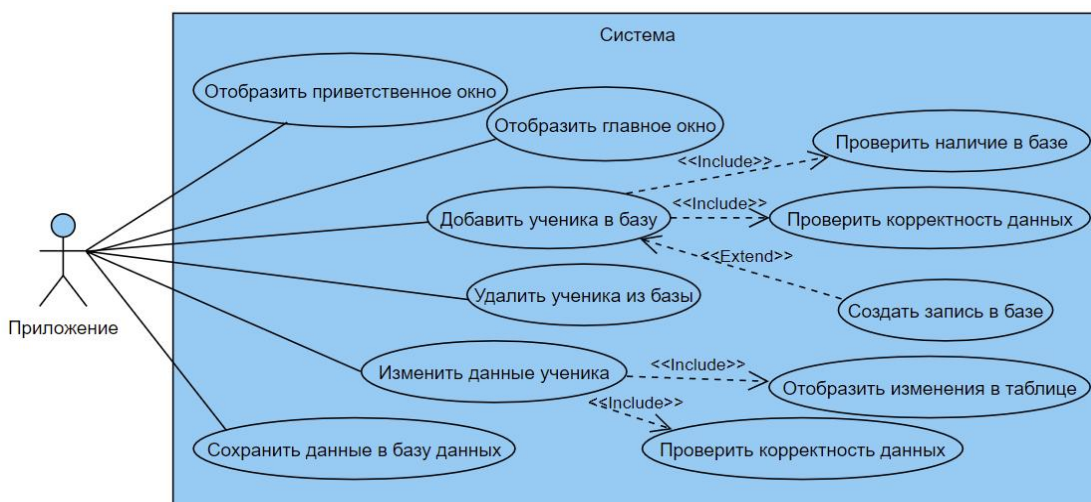 Система
Отобразить приветственное окно
Отобразить главное окно
Проверить наличие в базе
<<Include>>
Добавить ученика в базу
<<Include>>
Проверить корректность данных
<<Extend>>
Удалить ученика из базы
Создать запись в базе
Приложение
Изменить данные ученика
<<Include>>
Отобразить изменения в таблице
<<Include>>
Сохранить данные в базу данных
Проверить корректность данных